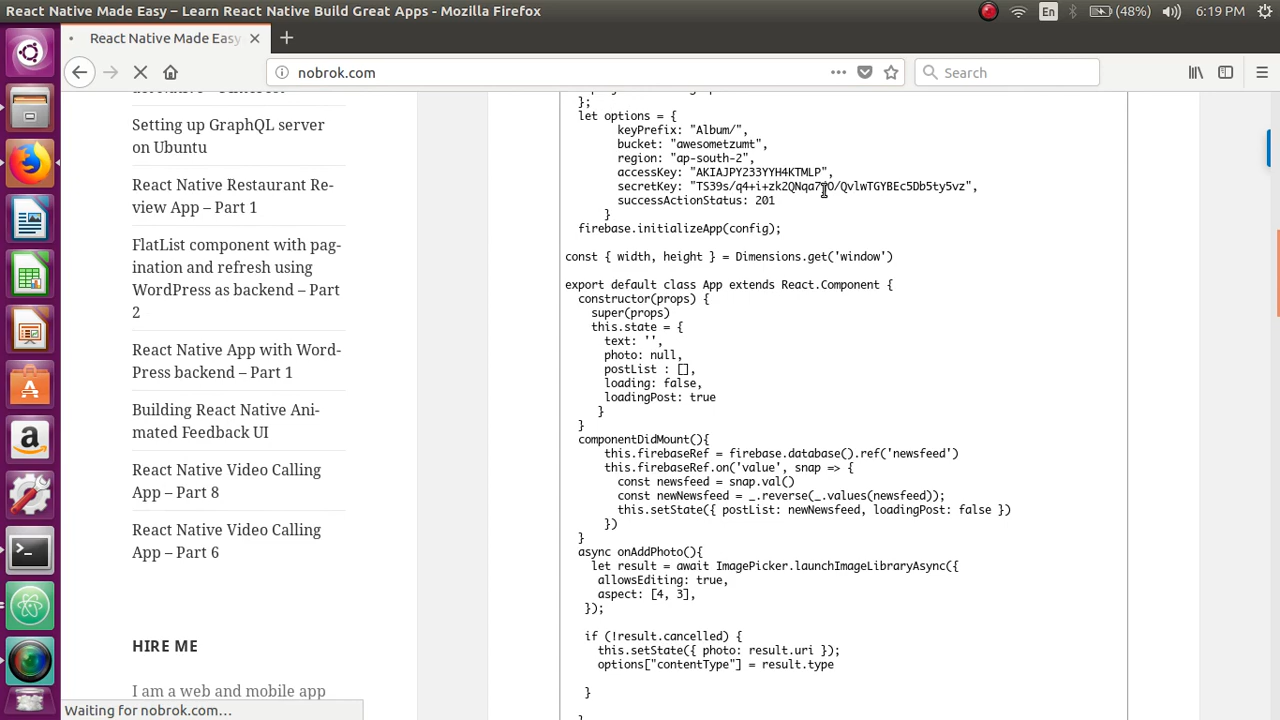 React Native Made Easy – Learn React Native Build Great Apps - Mozilla Firefox
En
(48%)
6:19 PM
React Native Made Easy
nobrok.com
Search
Setting up GraphQL server
on Ubuntu
React Native Restaurant Re-
view App – Part 1
FlatList component with pag-
ination and refresh using
WordPress as backend – Part
2
React Native App with Word-
Press backend – Part 1
Building React Native Ani-
mated Feedback UI
React Native Video Calling
App – Part 8
React Native Video Calling
App – Part 6
HIRE ME
I am a web and mobile app
Waiting for nobrok.com…
};
let options = {
keyPrefix: "Album/",
bucket: "awesometzumt",
region: "ap-south-2",
accessKey: "AKIAJPY233YYH4KTMLP",
secretKey:
successActionStatus: 201
}
firebase.initializeApp(config);
const { width, height } = Dimensions.get('window')
export default class App extends React.Component {
constructor(props) {
super(props)
this.state = {
text: '',
photo: null,
postList : [],
loading: false,
loadingPost: true
}
}
componentDidMount(){
this.firebaseRef = firebase.database().ref('newsfeed')
this.firebaseRef.on('value', snap => {
const newsfeed = snap.val()
const newNewsfeed = _.reverse(_.values(newsfeed));
this.setState({ postList: newNewsfeed, loadingPost: false })
})
}
async onAddPhoto(){
let result = await ImagePicker.launchImageLibraryAsync({
allowsEditing: true,
aspect: [4, 3],
});
if (!result.cancelled) {
this.setState({ photo: result.uri });
options["contentType"] = result.type
}